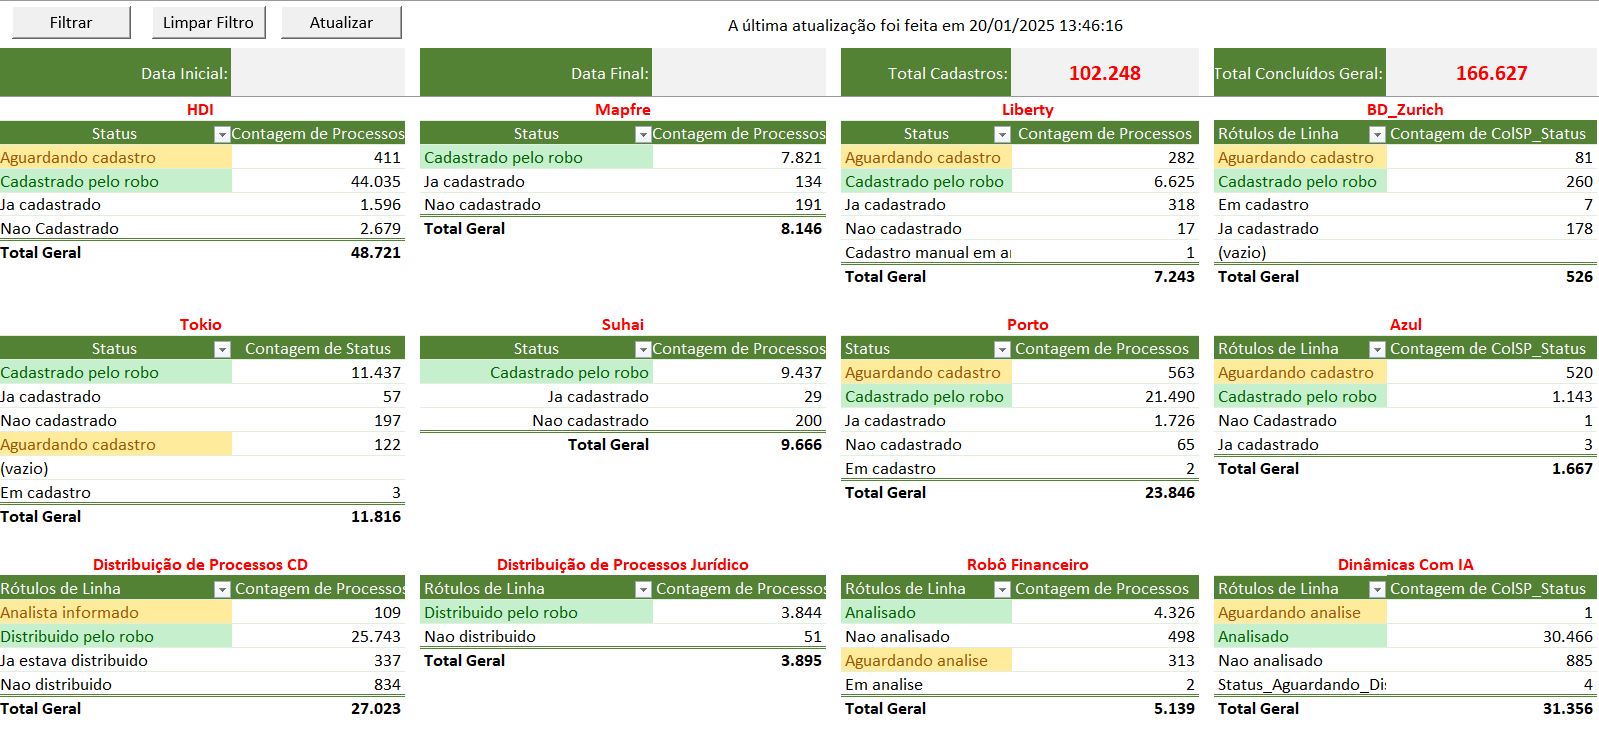 Filtrar Limpar Filtro Atualizar A última atualização foi feita em 20/01/2025 13:46:16
Data Inicial: Data Final: Total Cadastros: 102.248 Total Concluídos Geral: 166.627
HDI
Status Contagem de Processos
Aguardando cadastro 411
Cadastrado pelo robo 44.035
Ja cadastrado 1.596
Nao Cadastrado 2.679
Total Geral 48.721
Mapfre
Status Contagem de Processos
Cadastrado pelo robo 7.821
Ja cadastrado 134
Nao cadastrado 191
Total Geral 8.146
Liberty
Status Contagem de Processos
Aguardando cadastro 282
Cadastrado pelo robo 6.625
Ja cadastrado 318
Nao cadastrado 17
Cadastro manual em a 1
Total Geral 7.243
BD_Zurich
Rótulos de Linha Contagem de ColSP_Status
Aguardando cadastro 81
Cadastrado pelo robo 260
Em cadastro 7
Ja cadastrado 178
(vazio)
Total Geral 526
Tokio
Status Contagem de Status
Cadastrado pelo robo 11.437
Ja cadastrado 57
Nao cadastrado 197
Aguardando cadastro 122
(vazio)
Em cadastro 3
Total Geral 11.816
Suhai
Status Contagem de Processos
Cadastrado pelo robo 9.437
Ja cadastrado 29
Nao cadastrado 200
Total Geral 9.666
Porto
Status Contagem de Processos
Aguardando cadastro 563
Cadastrado pelo robo 21.490
Ja cadastrado 1.726
Nao cadastrado 65
Em cadastro 2
Total Geral 23.846
Azul
Rótulos de Linha Contagem de ColSP_Status
Aguardando cadastro 520
Cadastrado pelo robo 1.143
Nao Cadastrado 1
Ja cadastrado 3
Total Geral 1.667
Distribuição de Processos CD
Rótulos de Linha Contagem de Processos
Analista informado 109
Distribuido pelo robo 25.743
Ja estava distribuido 337
Nao distribuido 834
Total Geral 27.023
Distribuição de Processos Jurídico
Rótulos de Linha Contagem de Processos
Distribuido pelo robo 3.844
Nao distribuido 51
Total Geral 3.895
Robô Financeiro
Rótulos de Linha Contagem de Processos
Analisado 4.326
Nao analisado 498
Aguardando analise 313
Em analise 2
Total Geral 5.139
Dinâmicas Com IA
Rótulos de Linha Contagem de ColSP_Status
Aguardando analise 1
Analisado 30.466
Nao analisado 885
Status_Aguardando_Di 4
Total Geral 31.356